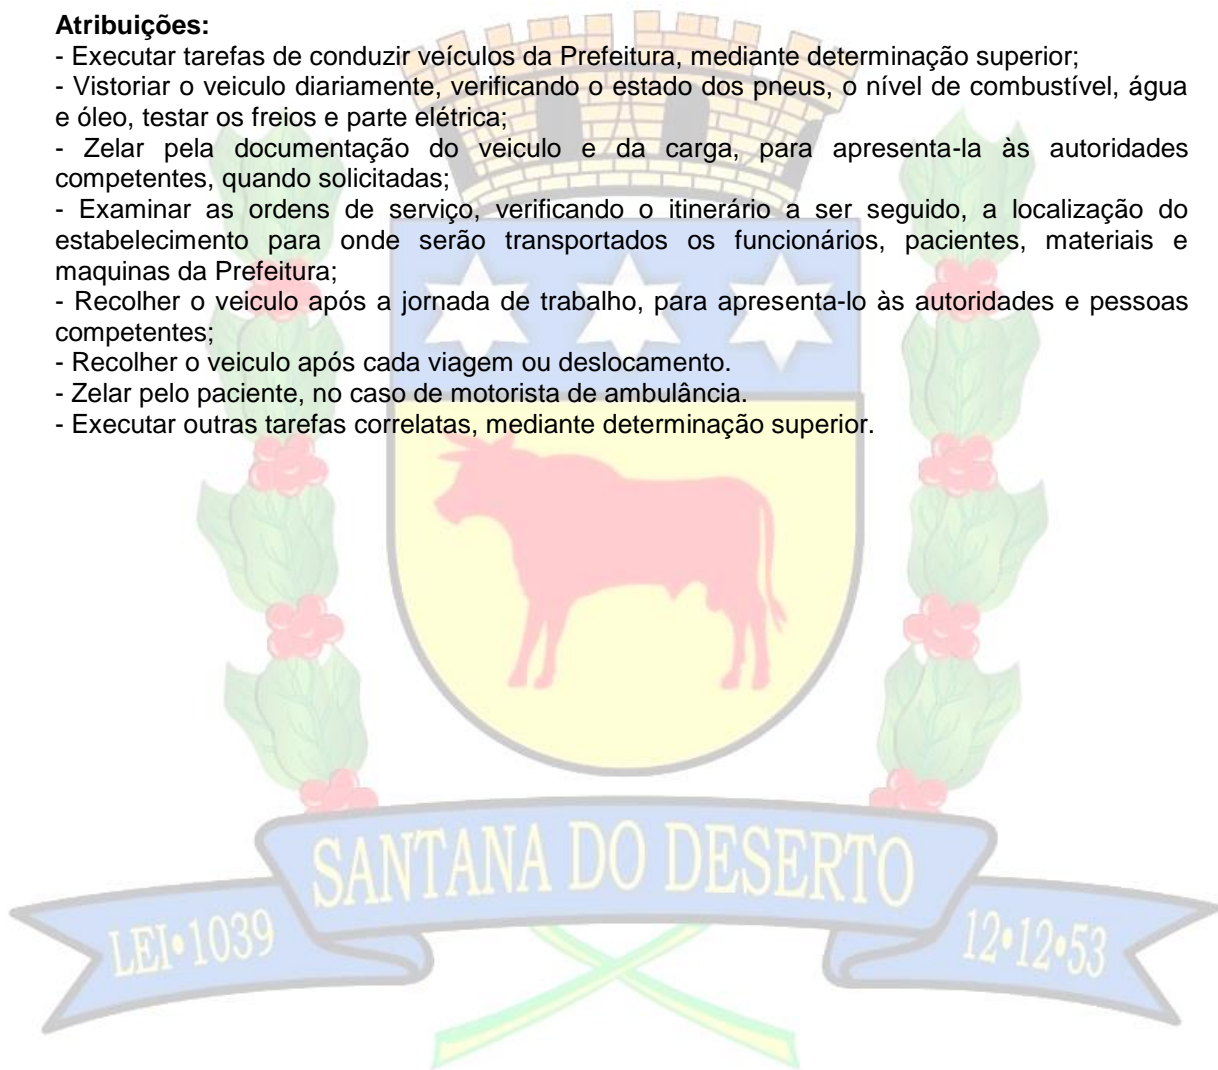 Atribuições:
- Executar tarefas de conduzir veículos da Prefeitura, mediante determinação superior;
- Vistoriar o veiculo diariamente, verificando o estado dos pneus, o nível de combustível, água
e óleo, testar os freios e parte elétrica;
- Zelar pela documentação do veiculo e da carga, para apresenta-la às autoridades
competentes, quando solicitadas;
- Examinar as ordens de serviço, verificando o itinerário a ser seguido, a localização do
estabelecimento para onde serão transportados os funcionários, pacientes, materiais e
maquinas da Prefeitura;
- Recolher o veiculo após a jornada de trabalho, para apresenta-lo às autoridades e pessoas
competentes;
- Recolher o veiculo após cada viagem ou deslocamento.
- Zelar pelo paciente, no caso de motorista de ambulância.
- Executar outras tarefas correlatas, mediante determinação superior.
SANTANA DO DESERTO
LEI•1039
12•12•53